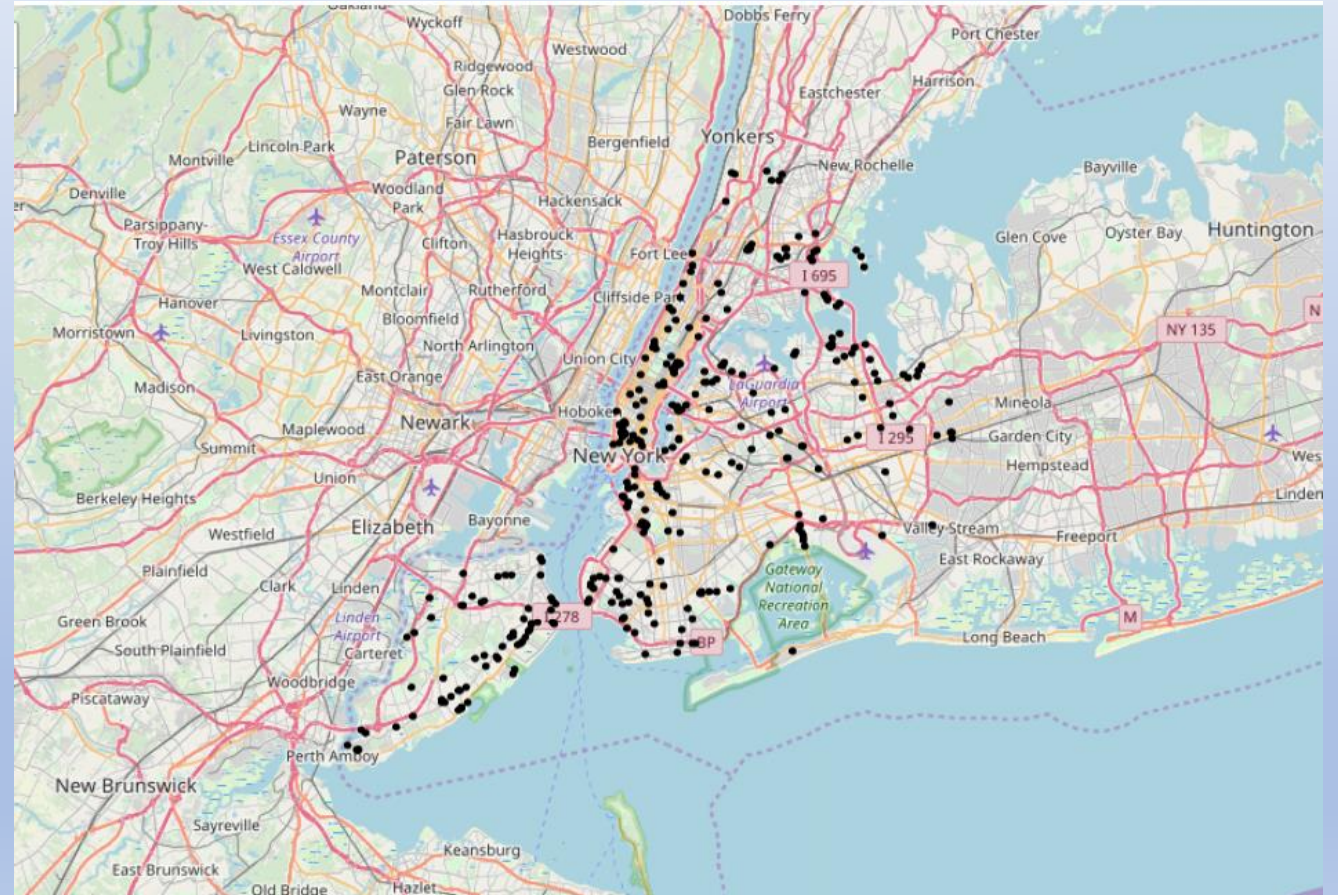 Dobbs Ferry
Wyckoff
Port Chester
Westwood
Ridgewood
Glen Rock
Harrison
Eastchester
Wayne
Fair Lawn
Yonkers
Bergenfield
Lincoln Park
Montville
Paterson
New Rochelle
Bayville
Denville
Woodland
Park
Hackensack
Parsippany-
Troy Hills
Essex County
Airport
Clifton
Hasbrouck
Heights
Fort Lee
Glen Cove
Oyster Bay
Huntington
West Caldwell
I 695
Montclair
Rutherford
Cliffside Park
Hanover
Bloomfield
Morristown
Livingston
North Arlington
NY 135
N
Union City
East Orange
Madison
LaGuardia
Airport
Mineola
Maplewood
Newark
Summit
I 295
Garden City
New York
Hempstead
Union
Berkeley Heights
Linden
Westfield
Elizabeth
Bayonne
Valley Stream
Freeport
East Rockaway
Plainfield
Clark
Linden
Gateway
National
Recreation
Area
Green Brook
Linden
Airport
278
M
BP
Long Beach
South Plainfield
Carteret
Woodbridge
Piscataway
Perth Amboy
New Brunswick
Sayreville
Keansburg
East Brunswick
Old Bridge
Hazlet